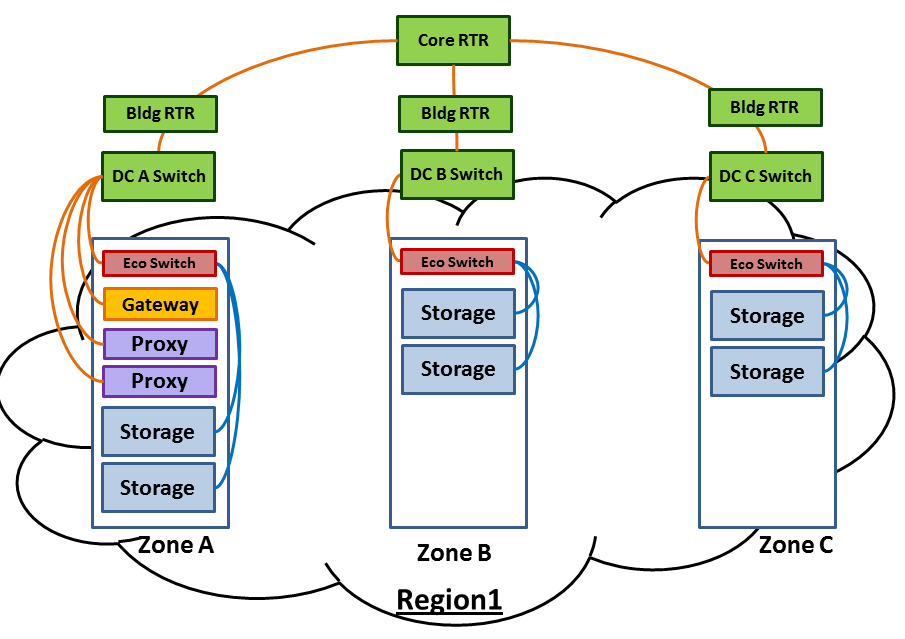 Core RTR
Bldg RTR
Bldg RTR
Bldg RTR
DC A Switch
DC B Switch
DC C Switch
Eco Switch
Gateway
Proxy
Proxy
Storage
Storage
Zone A
Eco Switch
Storage
Storage
Zone B
Eco Switch
Storage
Storage
Zone C
Region1